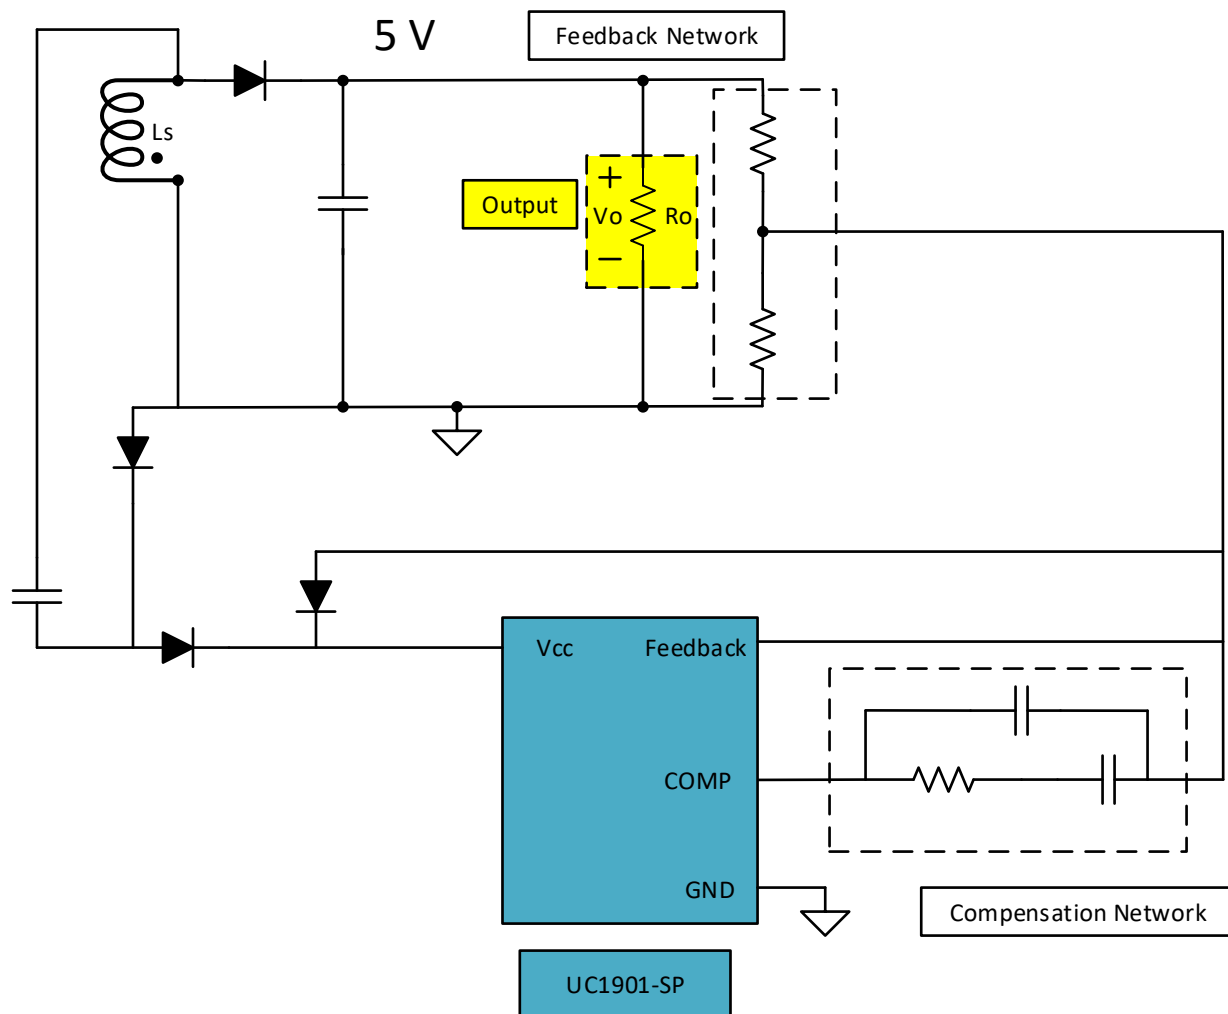 5 V
Feedback Network
Ls
Output
+
Vo
Ro
−
Vcc
Feedback
COMP
GND
Compensation Network
UC1901-SP